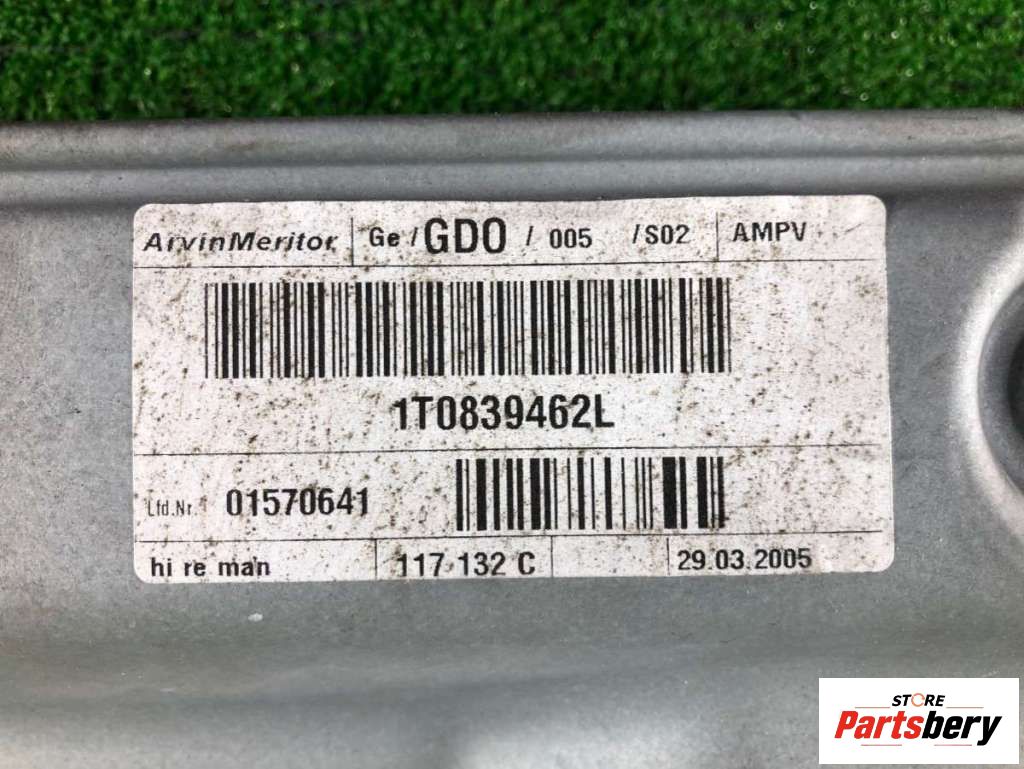 ArvinMeritor Ge / GDO / 005 / S02 AMPV
1T0839462L
Lfd.Nr. 01570641
hi re man 117 132 C 29.03.2005
STORE
Partsbery